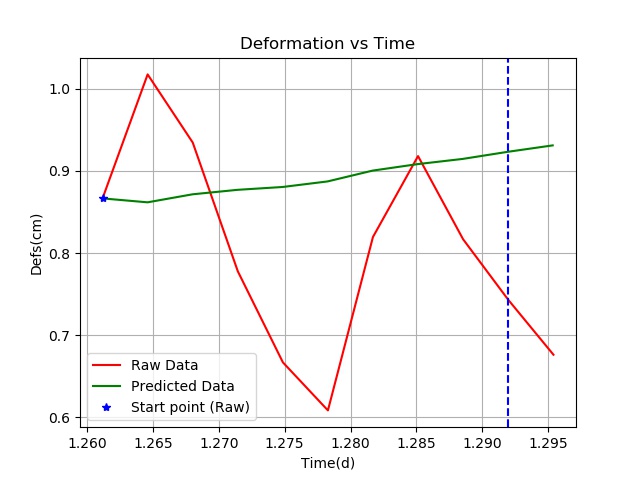 Deformation vs Time
Defs(cm)
1.0
0.9
0.8
0.7
0.6
Raw Data
Predicted Data
Start point (Raw)
1.260 1.265 1.270 1.275 1.280 1.285 1.290 1.295
Time(d)